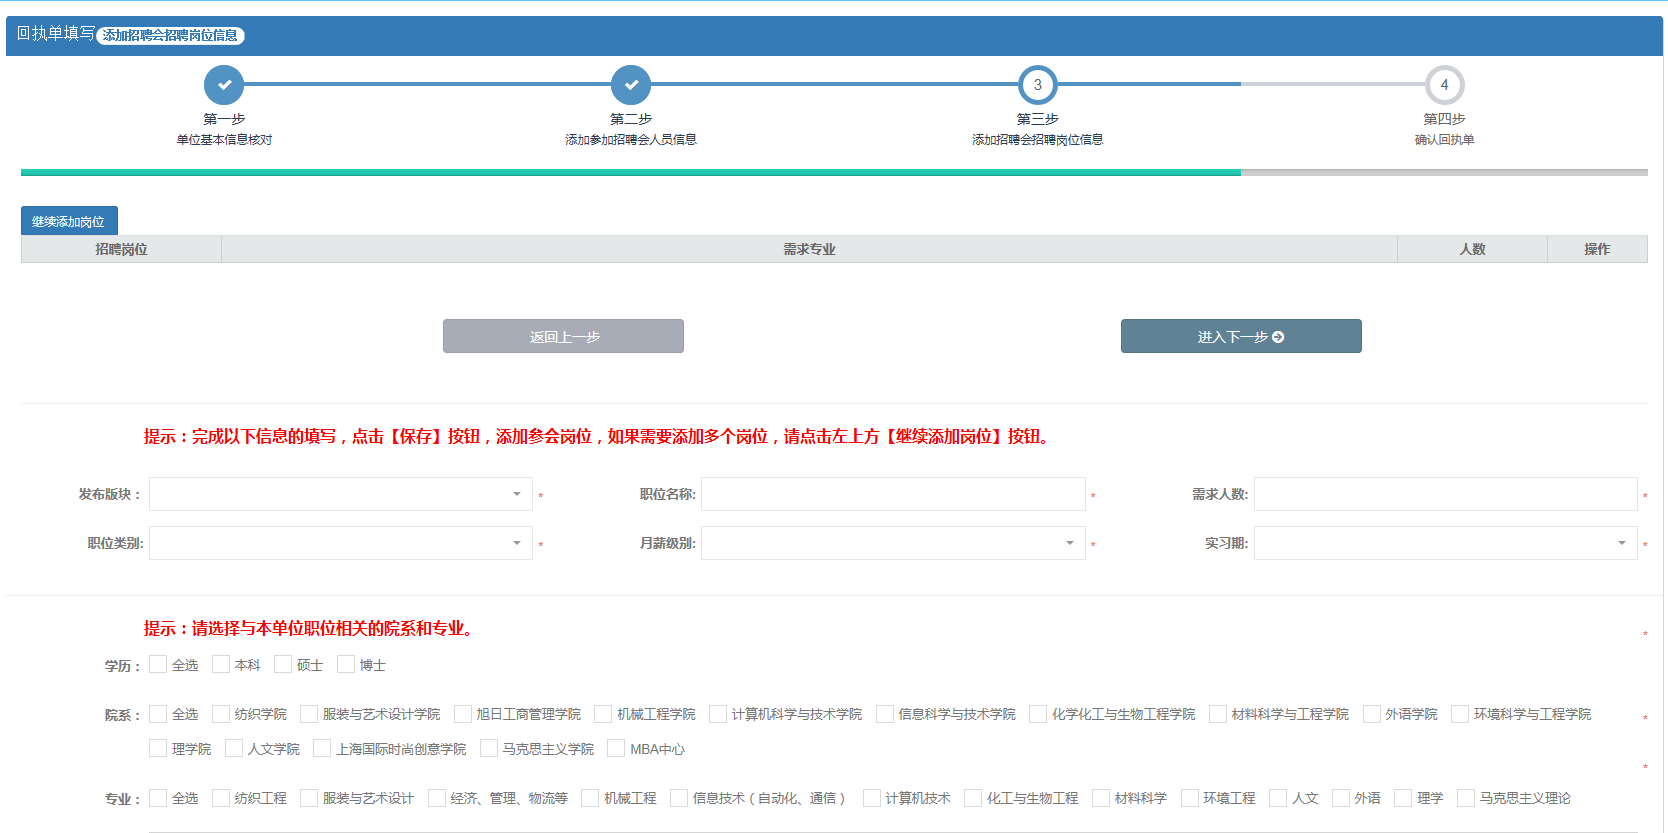 回执单填写 添加招聘会招聘岗位信息
3 4
第一步 第二步 第三步 第四步
单位基本信息核对 添加参加招聘会人员信息 添加招聘会招聘岗位信息 确认回执单
继续添加岗位
招聘岗位 需求专业 人数 操作
返回上一步 进入下一步
提示：完成以下信息的填写，点击【保存】按钮，添加参会岗位，如果需要添加多个岗位，请点击左上方【继续添加岗位】按钮。
发布版块： * 职位名称: * 需求人数: *
职位类别: * 月薪级别: * 实习期: *
提示：请选择与本单位职位相关的院系和专业。 *
学历： 全选 本科 硕士 博士
院系： 全选 纺织学院 服装与艺术设计学院 旭日工商管理学院 机械工程学院 计算机科学与技术学院 信息科学与技术学院 化学化工与生物工程学院 材料科学与工程学院 外语学院 环境科学与工程学院 *
理学院 人文学院 上海国际时尚创意学院 马克思主义学院 MBA中心
*
专业： 全选 纺织工程 服装与艺术设计 经济、管理、物流等 机械工程 信息技术（自动化、通信） 计算机技术 化工与生物工程 材料科学 环境工程 人文 外语 理学 马克思主义理论